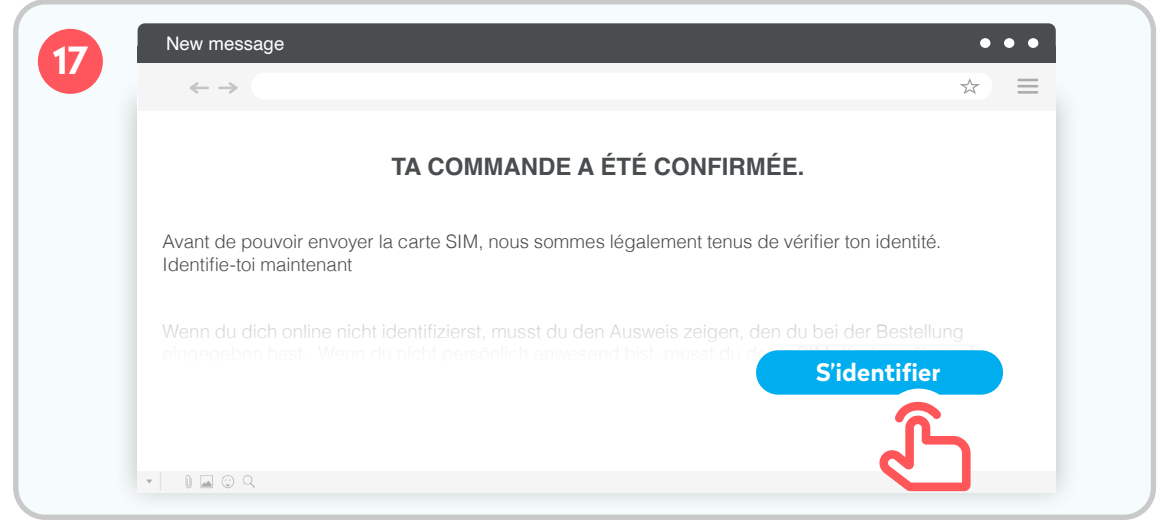 17
New message
TA COMMANDE A ÉTÉ CONFIRMÉE.
Avant de pouvoir envoyer la carte SIM, nous sommes légalement tenus de vérifier ton identité.
Identifie-toi maintenant
Wenn du dich online nicht identifizierst, musst du den Ausweis zeigen, den du bei der Bestellung
eingegeben hast. Wenn du nicht persönlich anwesend bist, musst du
S'identifier